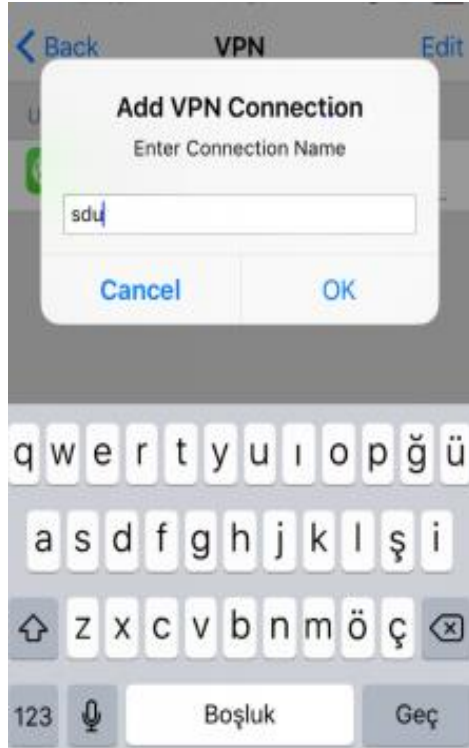 Back VPN Edit
U
Add VPN Connection
Enter Connection Name
sdu
Cancel OK
q w e r t y u ı o p ğ ü
a s d f g h j k l ş i
z x c v b n m ö ç
123 Boşluk Geç